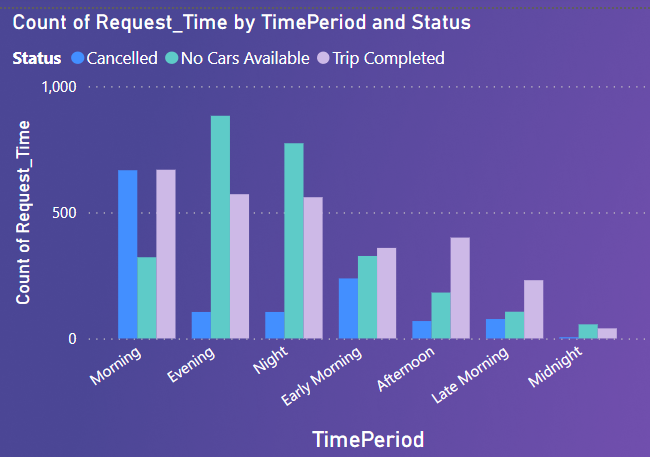 Count of Request_Time by TimePeriod and Status
Status Cancelled No Cars Available Trip Completed
1,000
500
0
Count of Request_Time
Morning
Evening
Night
Early Morning
Afternoon
Late Morning
Midnight
TimePeriod